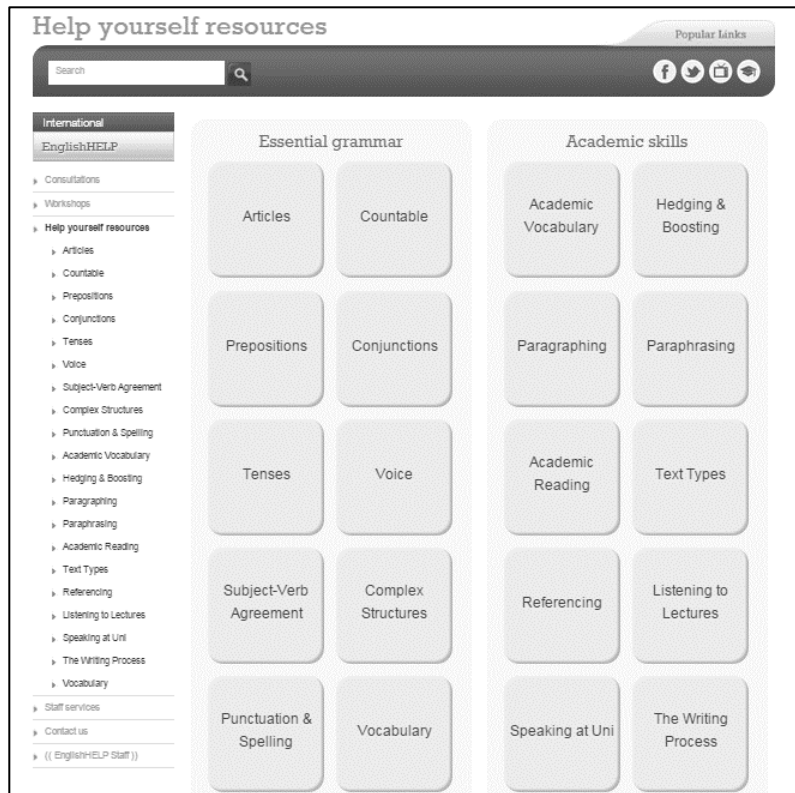 Help yourself resources
Popular Links
Search
International
EnglishHELP
Consultations
Workshops
Help yourself resources
Articles
Countable
Prepositions
Conjunctions
Tenses
Voice
Subject-Verb Agreement
Complex Structures
Punctuation & Spelling
Academic Vocabulary
Hedging & Boosting
Paragraphing
Paraphrasing
Academic Reading
Text Types
Referencing
Listening to Lectures
Speaking at Uni
The Writing Process
Vocabulary
Staff services
Contact us
(( EnglishHELP Staff ))
Essential grammar
Articles
Countable
Prepositions
Conjunctions
Tenses
Voice
Subject-Verb
Agreement
Complex
Structures
Punctuation &
Spelling
Vocabulary
Academic skills
Academic
Vocabulary
Hedging &
Boosting
Paragraphing
Paraphrasing
Academic
Reading
Text Types
Referencing
Listening to
Lectures
Speaking at Uni
The Writing
Process